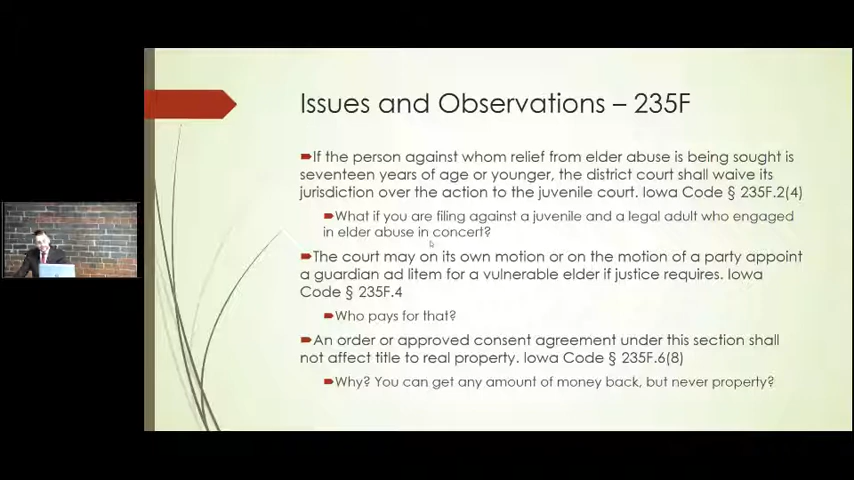 Issues and Observations – 235F
If the person against whom relief from elder abuse is being sought is
seventeen years of age or younger, the district court shall waive its
jurisdiction over the action to the juvenile court. Iowa Code § 235F.2(4)
What if you are filing against a juvenile and a legal adult who engaged
in elder abuse in concert?
The court may on its own motion or on the motion of a party appoint
a guardian ad litem for a vulnerable elder if justice requires. Iowa
Code § 235F.4
Who pays for that?
An order or approved consent agreement under this section shall
not affect title to real property. Iowa Code § 235F.6(8)
Why? You can get any amount of money back, but never property?